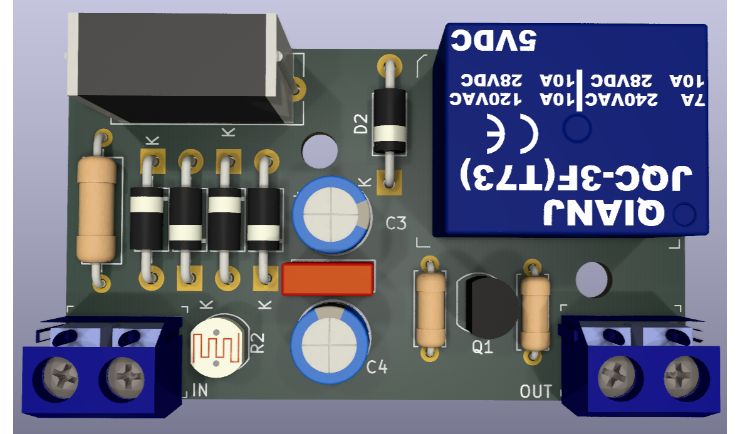 QIANJ
JQC-3F(T73)
CE
7A 240VAC 10A 120VAC
10A 28VDC 10A 28VDC
5VDC
K
K
D2
K
C3
K
K
R2
Q1
C4
IN
OUT